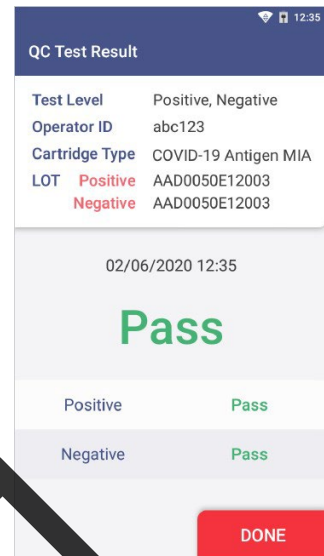 12:35
QC Test Result
Test Level Positive, Negative
Operator ID abc123
Cartridge Type COVID-19 Antigen MIA
LOT Positive AAD0050E12003
Negative AAD0050E12003
02/06/2020 12:35
Pass
Positive Pass
Negative Pass
DONE